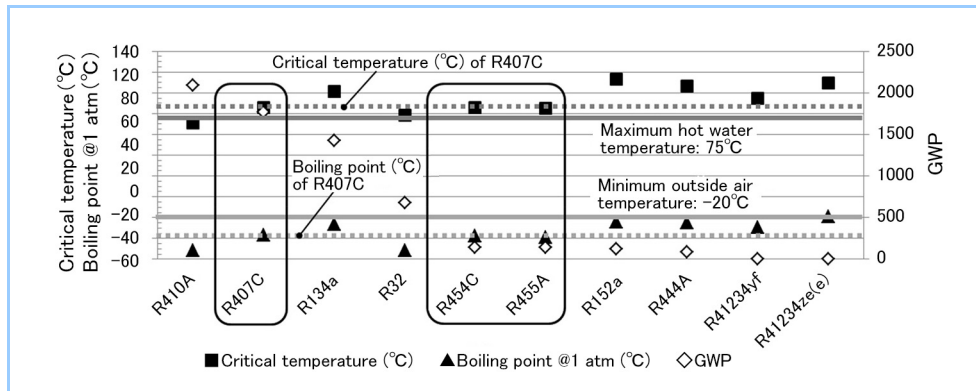 Critical temperature (℃)
Boiling point @1 atm (℃)
140
120
100
80
60
40
20
0
-20
-40
-60
Critical temperature (℃) of R407C
Maximum hot water
temperature: 75℃
Boiling point (℃)
of R407C
Minimum outside air
temperature: -20℃
2500
2000
1500
1000
500
0
GWP
R410A
R407C
R134a
R32
R454C
R455A
R152a
R444A
R41234yf
R41234ze(e)
Critical temperature (℃) Boiling point @1 atm (℃) GWP